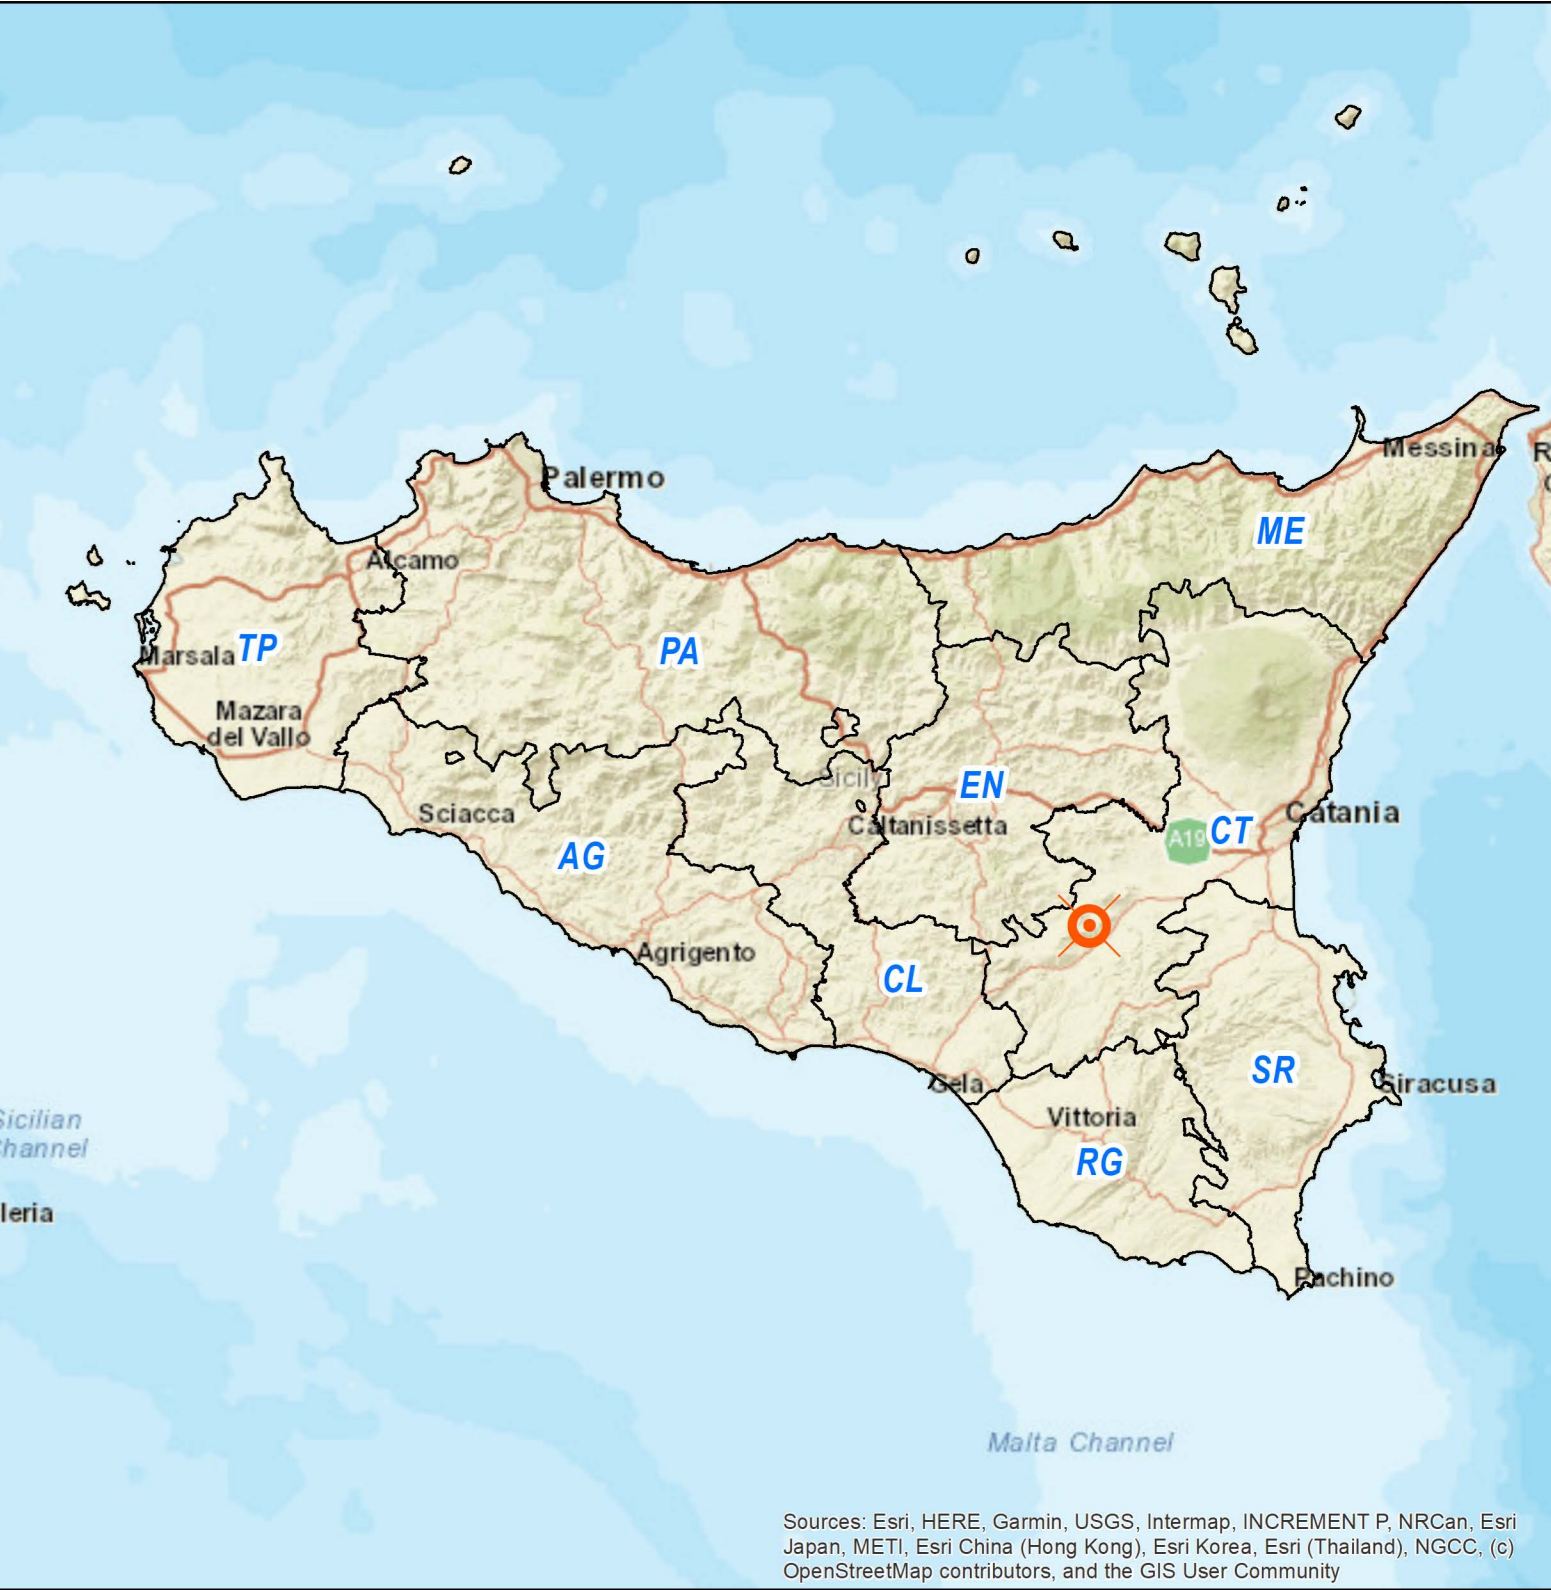 Messina
R
Palermo
ME
Alcamo
TP
PA
Marsala
Mazara
del Vallo
EN
Sicily
Sciacca
Caltanissetta
Catania
CT
A19
AG
Agrigento
CL
SR
Gela
Siracusa
Vittoria
Sicilian
Channel
RG
leria
Pachino
Malta Channel
Sources: Esri, HERE, Garmin, USGS, Intermap, INCREMENT P, NRCan, Esri
Japan, METI, Esri China (Hong Kong), Esri Korea, Esri (Thailand), NGCC, (c)
OpenStreetMap contributors, and the GIS User Community